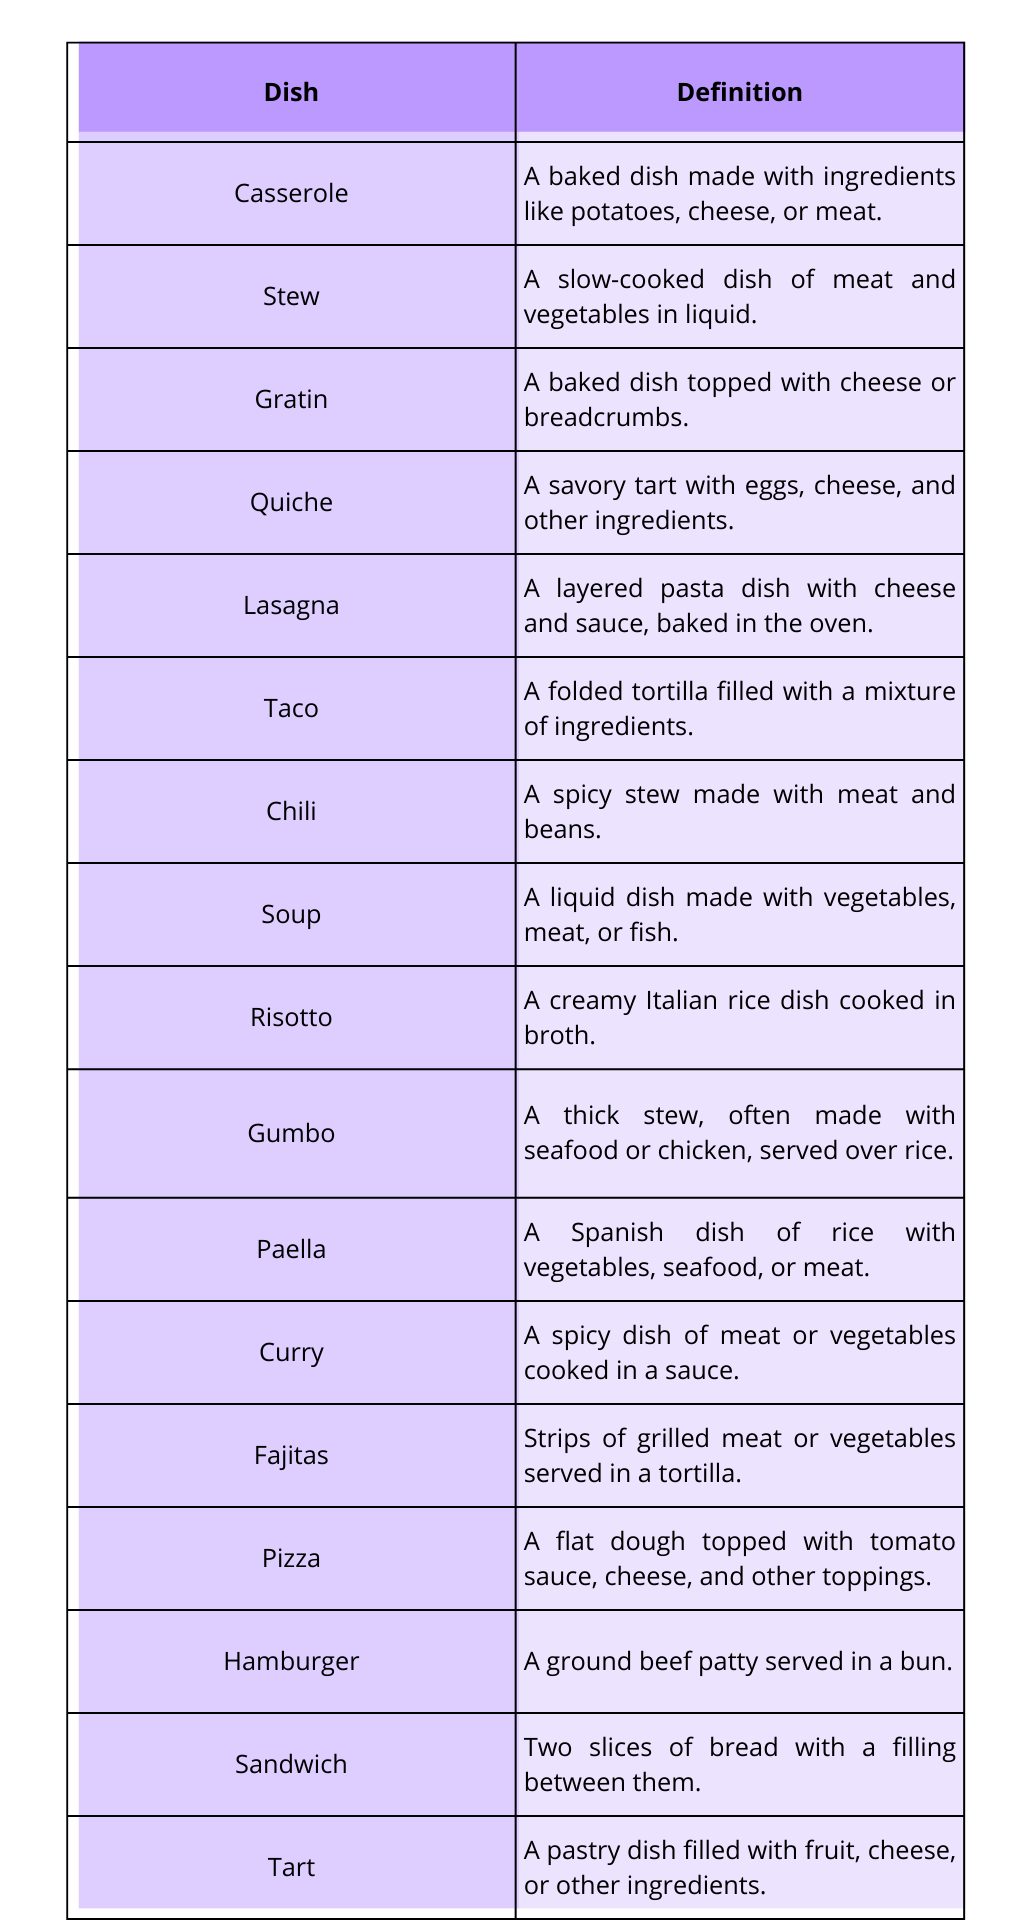 Dish
Definition
Casserole
A baked dish made with ingredients
like potatoes, cheese, or meat.
Stew
A slow-cooked dish of meat and
vegetables in liquid.
Gratin
A baked dish topped with cheese or
breadcrumbs.
Quiche
A savory tart with eggs, cheese, and
other ingredients.
Lasagna
A layered pasta dish with cheese
and sauce, baked in the oven.
Taco
A folded tortilla filled with a mixture
of ingredients.
Chili
A spicy stew made with meat and
beans.
Soup
A liquid dish made with vegetables,
meat, or fish.
Risotto
A creamy Italian rice dish cooked in
broth.
Gumbo
A thick stew, often made with
seafood or chicken, served over rice.
Paella
A Spanish dish of rice with
vegetables, seafood, or meat.
Curry
A spicy dish of meat or vegetables
cooked in a sauce.
Fajitas
Strips of grilled meat or vegetables
served in a tortilla.
Pizza
A flat dough topped with tomato
sauce, cheese, and other toppings.
Hamburger
A ground beef patty served in a bun.
Sandwich
Two slices of bread with a filling
between them.
Tart
A pastry dish filled with fruit, cheese,
or other ingredients.